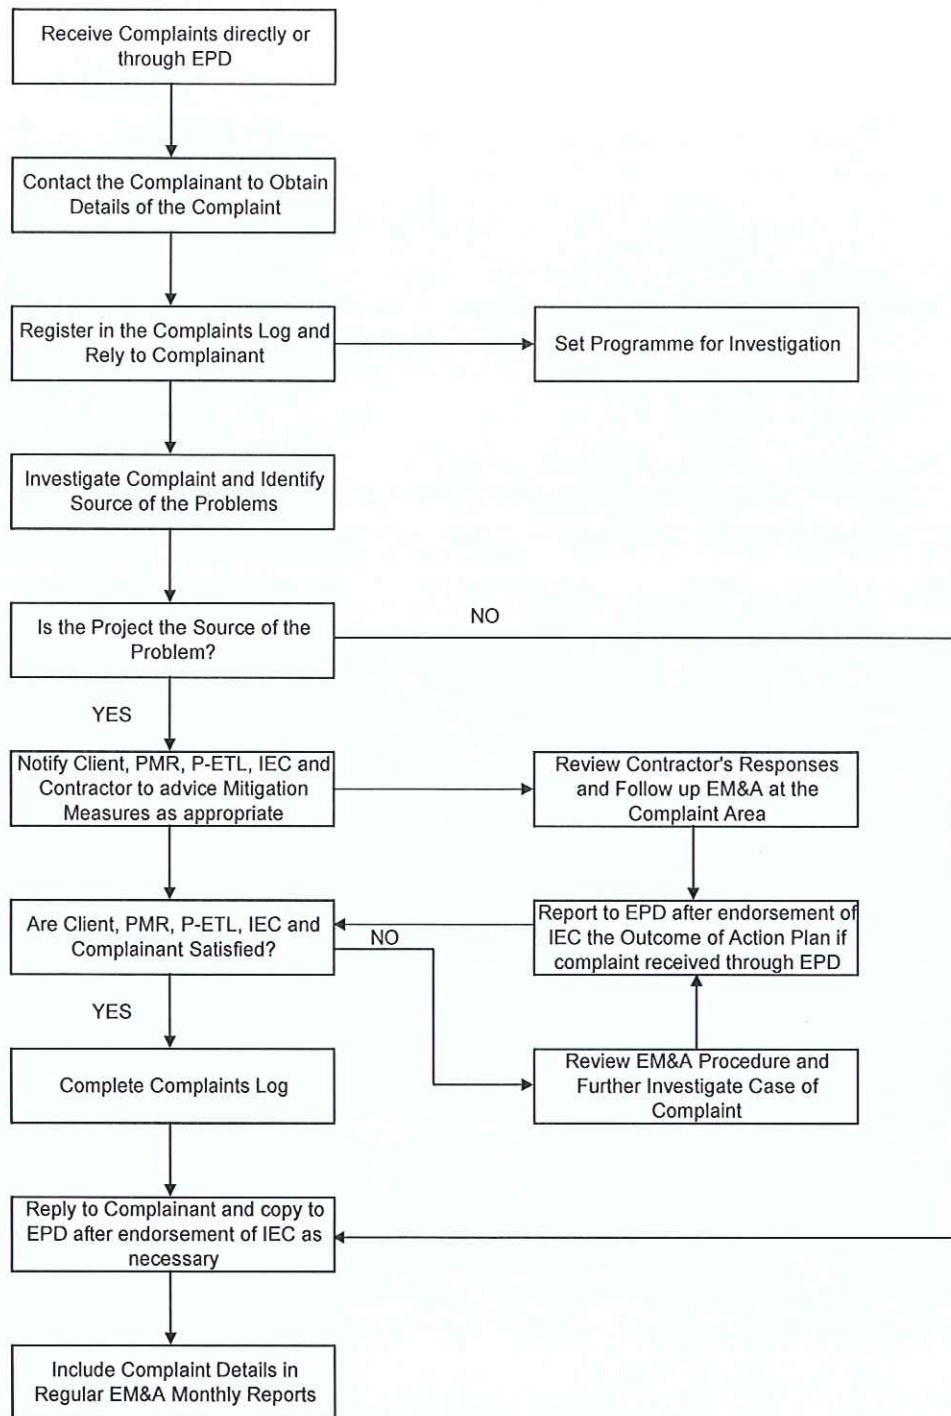 Receive Complaints directly or
through EPD
Contact the Complainant to Obtain
Details of the Complaint
Register in the Complaints Log and
Rely to Complainant
Set Programme for Investigation
Investigate Complaint and Identify
Source of the Problems
Is the Project the Source of the
Problem?
NO
YES
Notify Client, PMR, P-ETL, IEC and
Contractor to advice Mitigation
Measures as appropriate
Review Contractor's Responses
and Follow up EM&A at the
Complaint Area
Are Client, PMR, P-ETL, IEC and
Complainant Satisfied?
NO
Report to EPD after endorsement of
IEC the Outcome of Action Plan if
complaint received through EPD
YES
Complete Complaints Log
Review EM&A Procedure and
Further Investigate Case of
Complaint
Reply to Complainant and copy to
EPD after endorsement of IEC as
necessary
Include Complaint Details in
Regular EM&A Monthly Reports